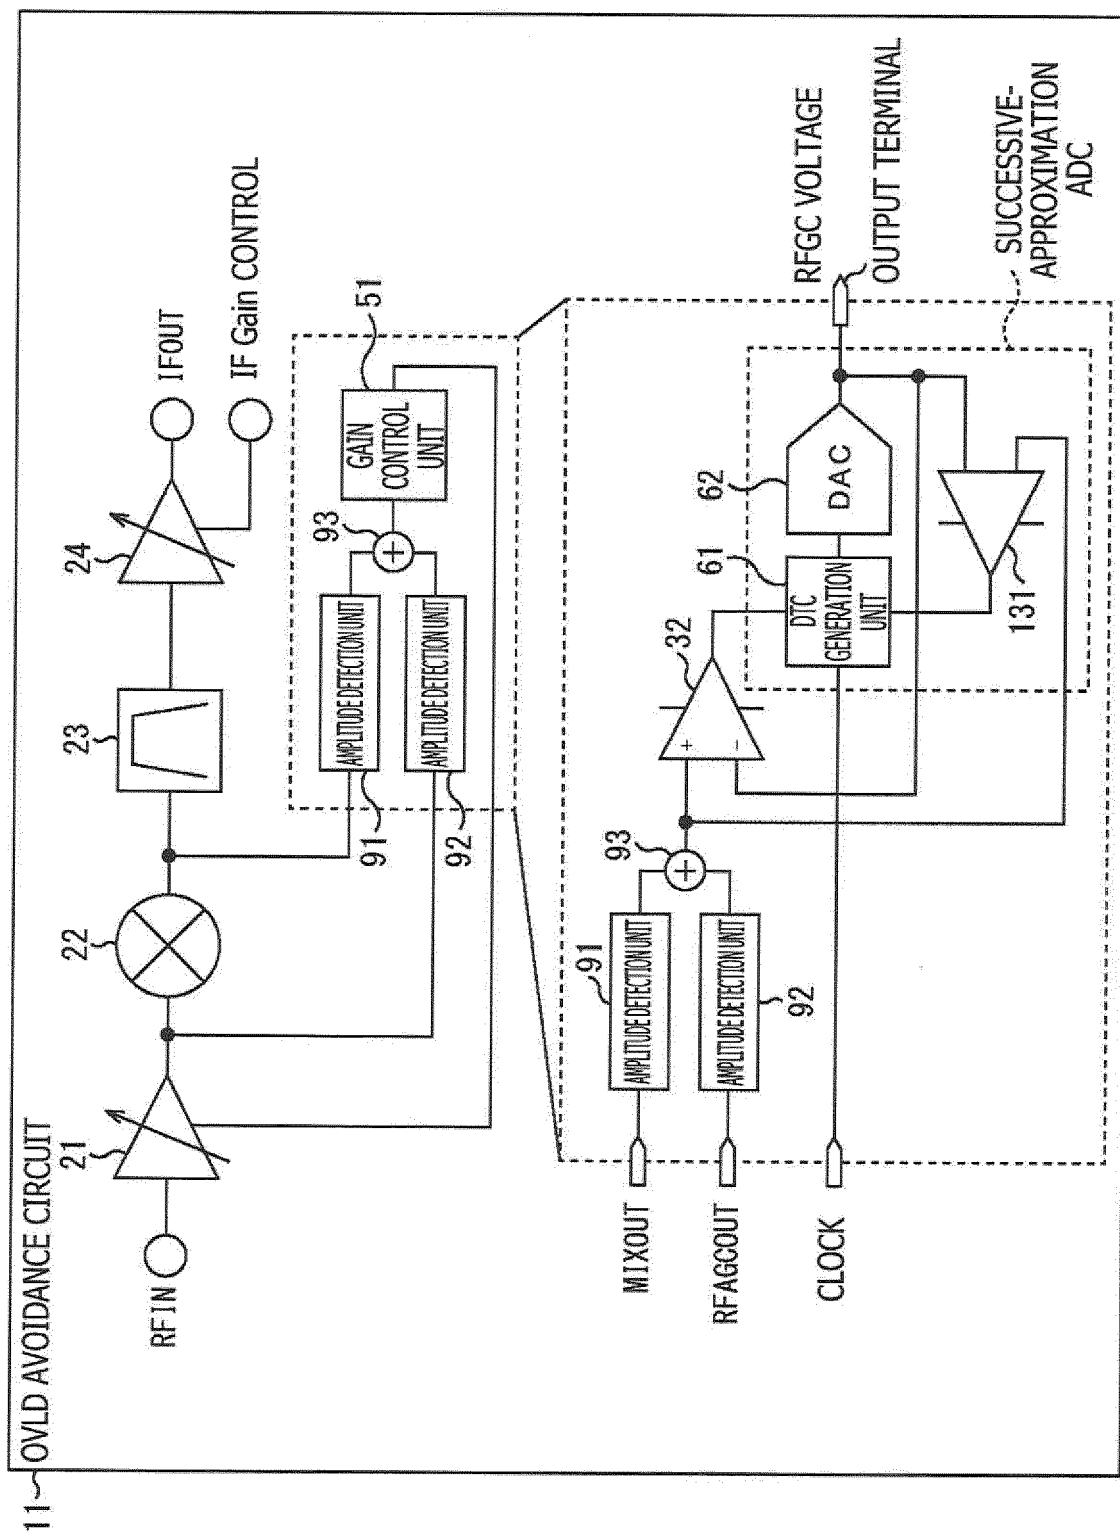 11
OVLD AVOIDANCE CIRCUIT
RFIN
21
22
23
24
IFOUT
IF Gain CONTROL
AMPLITUDE DETECTION UNIT
91
AMPLITUDE DETECTION UNIT
92
93
GAIN
CONTROL
UNIT
51
MIXOUT
RFAGCOUT
CLOCK
AMPLITUDE DETECTION UNIT
91
AMPLITUDE DETECTION UNIT
92
93
+
-
32
DTC
GENERATION
UNIT
61
DAC
62
131
RFGC VOLTAGE
OUTPUT TERMINAL
SUCCESSIVE-
APPROXIMATION
ADC